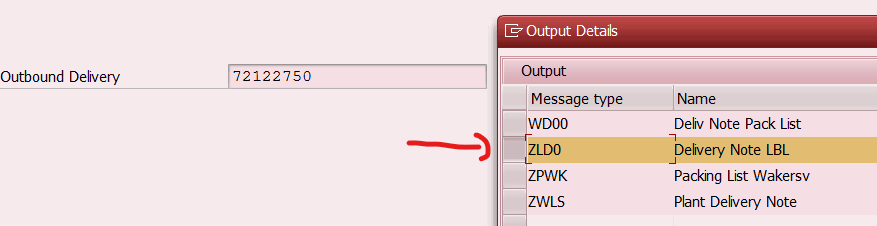 Output Details
Outbound Delivery 72122750
Output
Message type Name
WD00 Deliv Note Pack List
ZLD0 Delivery Note LBL
ZPWK Packing List Wakersv
ZWLS Plant Delivery Note